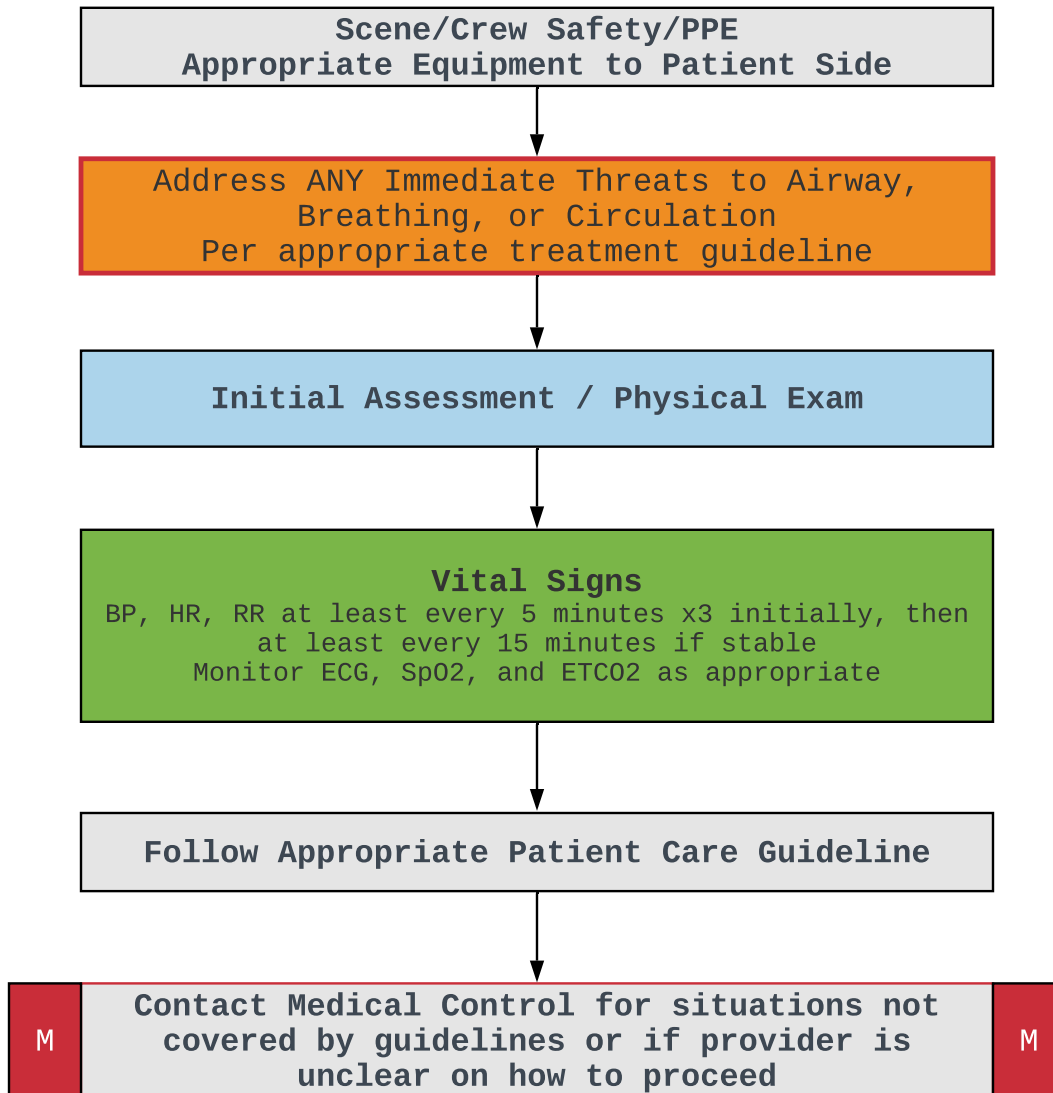 Scene/Crew Safety/PPE
Appropriate Equipment to Patient Side
Address ANY Immediate Threats to Airway,
Breathing, or Circulation
Per appropriate treatment guideline
Initial Assessment / Physical Exam
Vital Signs
BP, HR, RR at least every 5 minutes x3 initially, then
at least every 15 minutes if stable
Monitor ECG, SpO2, and ETCO2 as appropriate
Follow Appropriate Patient Care Guideline
M
Contact Medical Control for situations not
covered by guidelines or if provider is
unclear on how to proceed
M